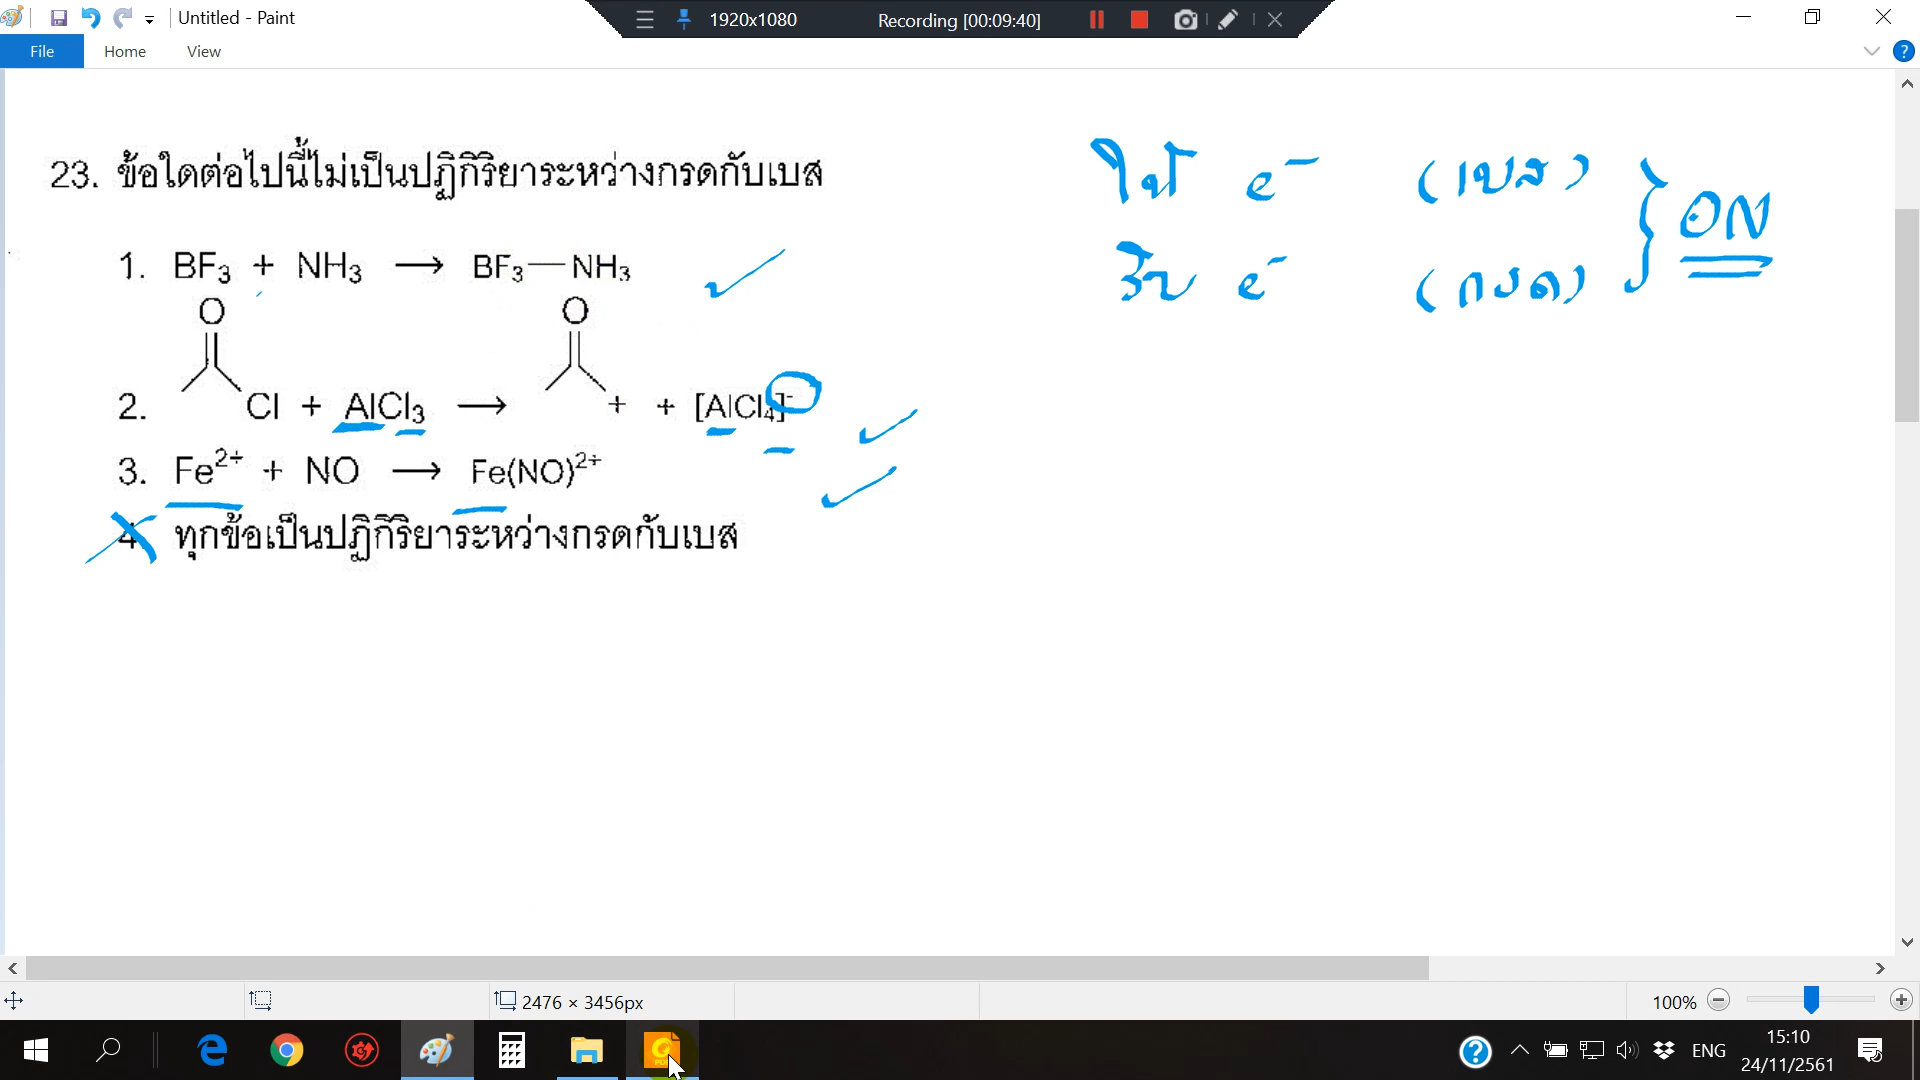 Untitled - Paint
1920x1080
Recording [00:09:40]
File Home View
23. ข้อใดต่อไปนี้ไม่เป็นปฏิกิริยาระหว่างกรดกับเบส
1. BF₃ + NH₃ ⟶ BF₃—NH₃
O O
2. Cl + AlCl₃ ⟶ + + [AlCl₄]⁻
3. Fe²⁺ + NO ⟶ Fe(NO)²⁺
4. ทุกข้อเป็นปฏิกิริยาระหว่างกรดกับเบส
ให้ e⁻ (เบส)
รับ e⁻ (กรด)
ON
2476 × 3456px
100%
ENG
15:10
24/11/2561